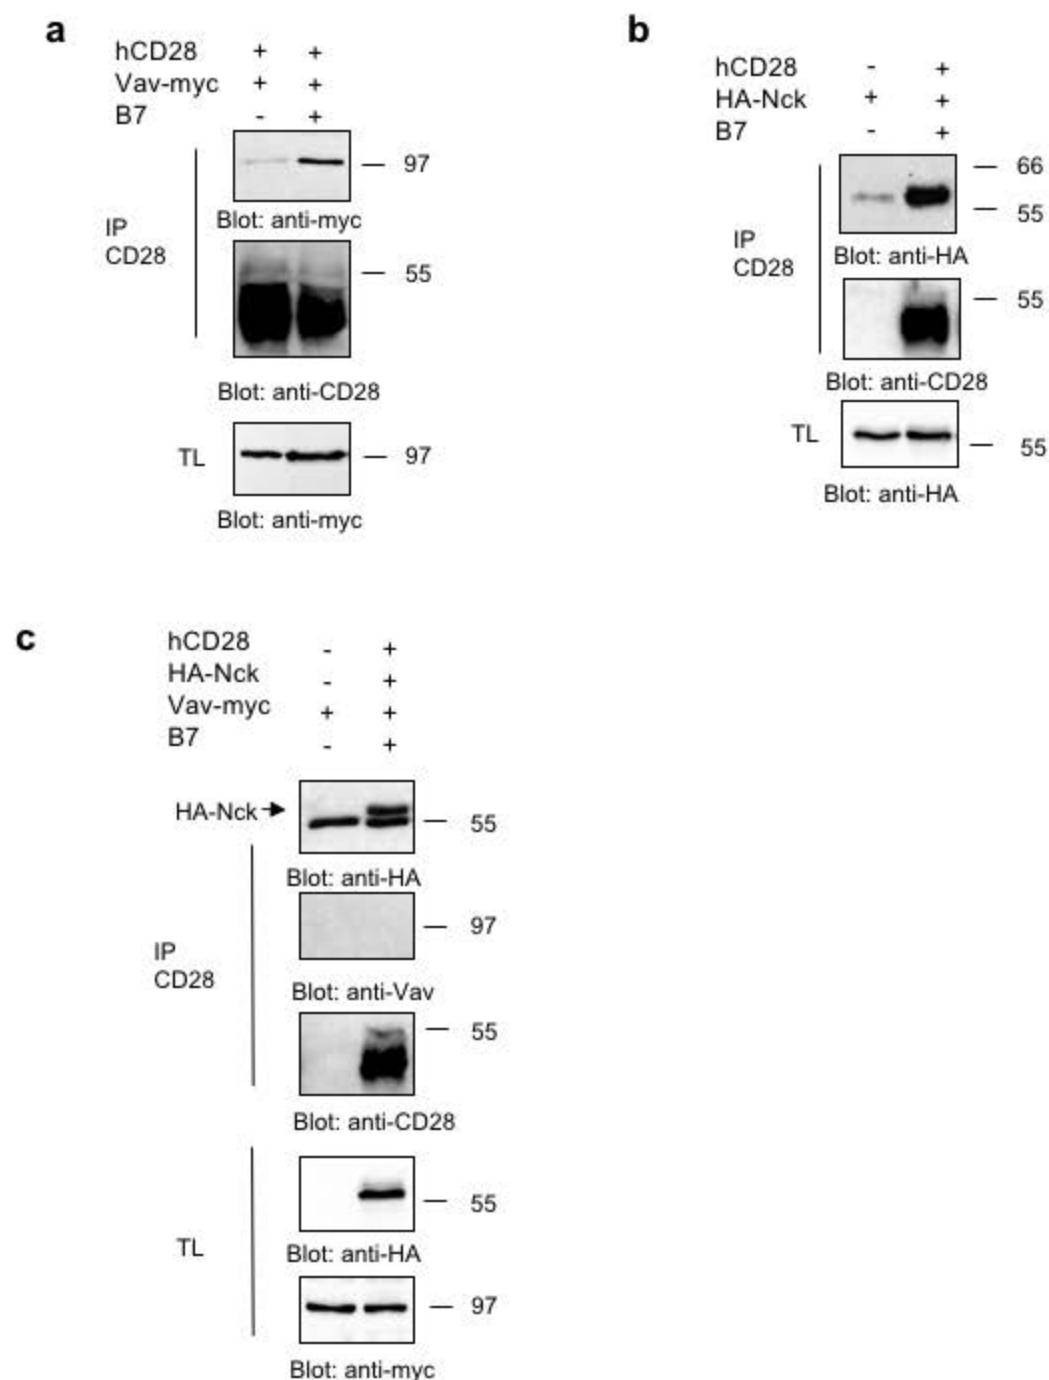 a
hCD28 + +
Vav-myc + +
B7 - +
97
Blot: anti-myc
IP
CD28
55
Blot: anti-CD28
TL
97
Blot: anti-myc
b
hCD28 - +
HA-Nck + +
B7 - +
66
55
Blot: anti-HA
IP
CD28
55
Blot: anti-CD28
TL
55
Blot: anti-HA
c
hCD28 - +
HA-Nck - +
Vav-myc + +
B7 - +
HA-Nck
55
Blot: anti-HA
97
IP
CD28
Blot: anti-Vav
55
Blot: anti-CD28
55
TL
Blot: anti-HA
97
Blot: anti-myc